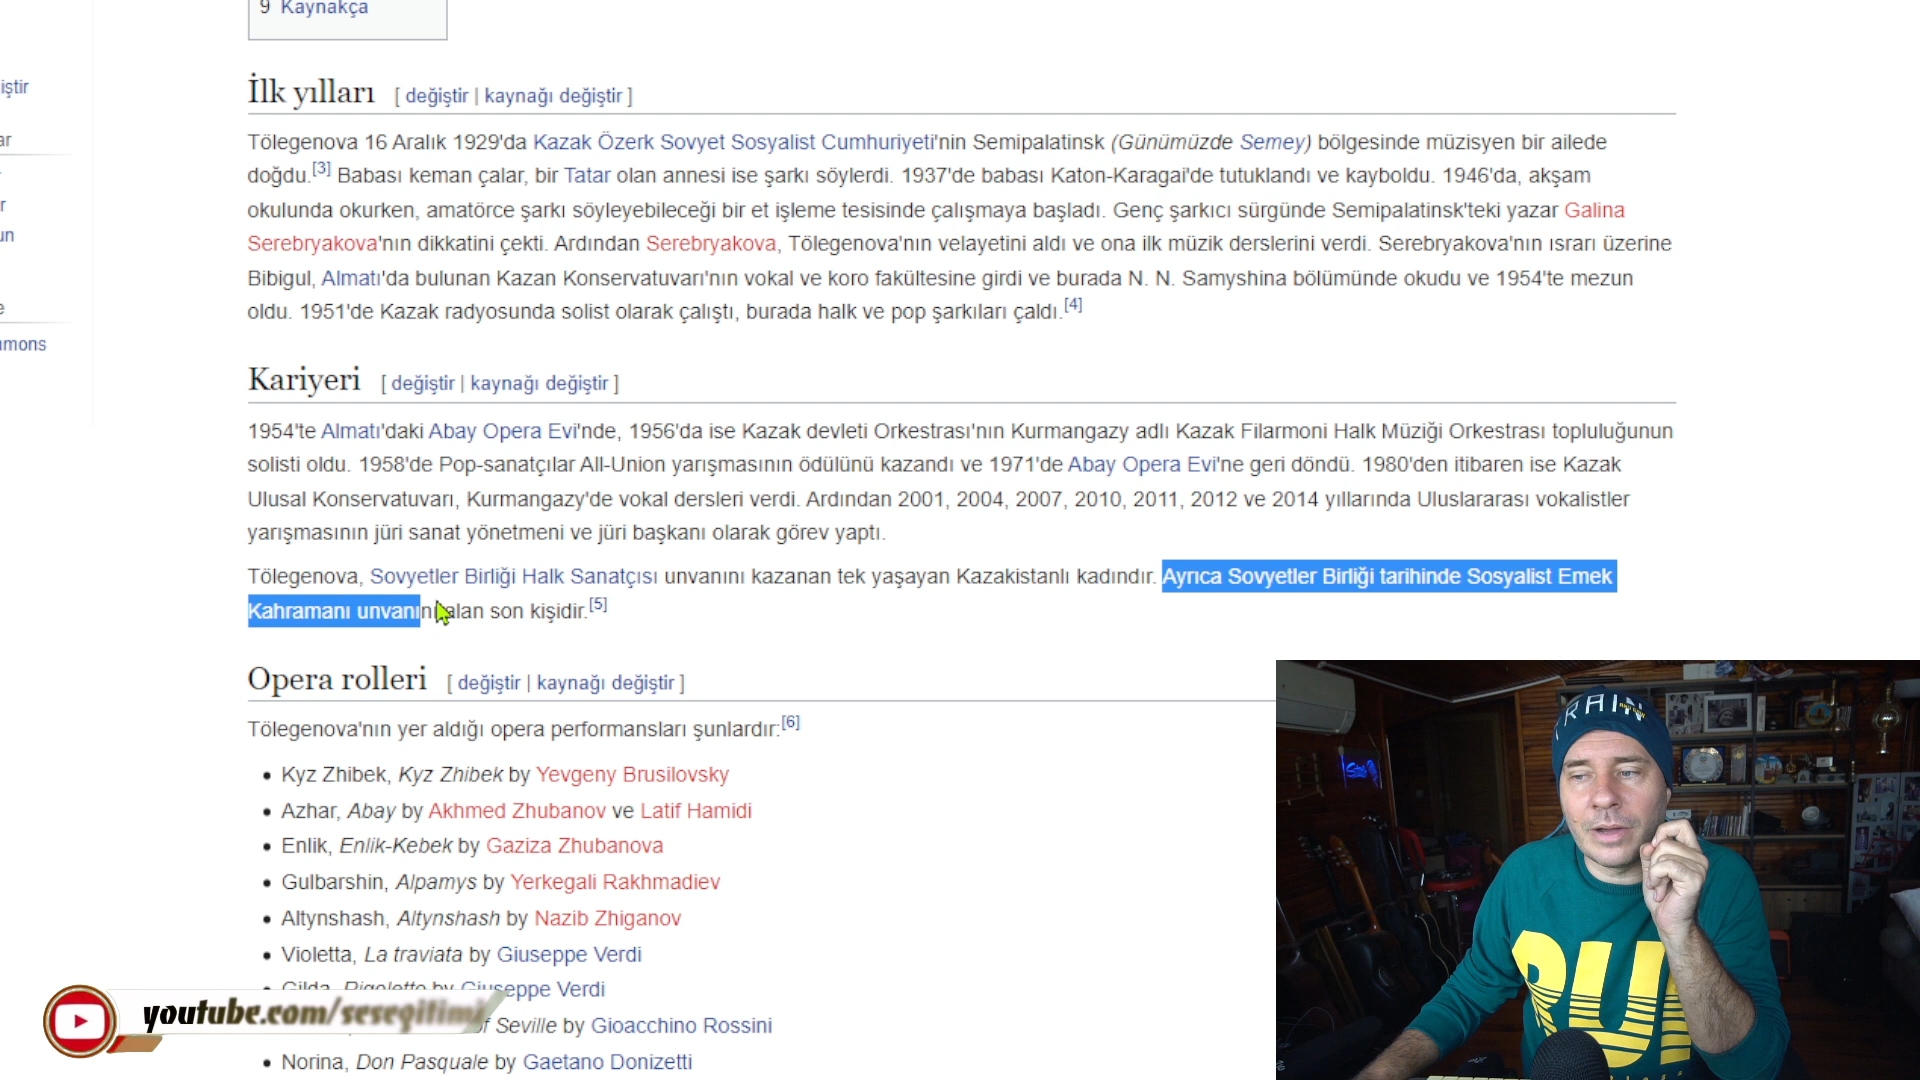 9 Kaynakça
iştir
İlk yılları [ değiştir | kaynağı değiştir ]
ar
Tölegenova 16 Aralık 1929'da Kazak Özerk Sovyet Sosyalist Cumhuriyeti'nin Semipalatinsk (Günümüzde Semey) bölgesinde müzisyen bir ailede
doğdu.[3] Babası keman çalar, bir Tatar olan annesi ise şarkı söylerdi. 1937'de babası Katon-Karagai'de tutuklandı ve kayboldu. 1946'da, akşam
r
okulunda okurken, amatörce şarkı söyleyebileceği bir et işleme tesisinde çalışmaya başladı. Genç şarkıcı sürgünde Semipalatinsk'teki yazar Galina
un
Serebryakova'nın dikkatini çekti. Ardından Serebryakova, Tölegenova'nın velayetini aldı ve ona ilk müzik derslerini verdi. Serebryakova'nın ısrarı üzerine
Bibigul, Almatı'da bulunan Kazan Konservatuvarı'nın vokal ve koro fakültesine girdi ve burada N. N. Samyshina bölümünde okudu ve 1954'te mezun
e
oldu. 1951'de Kazak radyosunda solist olarak çalıştı, burada halk ve pop şarkıları çaldı.[4]
mmons
Kariyeri [ değiştir | kaynağı değiştir ]
1954'te Almatı'daki Abay Opera Evi'nde, 1956'da ise Kazak devleti Orkestrası'nın Kurmangazy adlı Kazak Filarmoni Halk Müziği Orkestrası topluluğunun
solisti oldu. 1958'de Pop-sanatçılar All-Union yarışmasının ödülünü kazandı ve 1971'de Abay Opera Evi'ne geri döndü. 1980'den itibaren ise Kazak
Ulusal Konservatuvarı, Kurmangazy'de vokal dersleri verdi. Ardından 2001, 2004, 2007, 2010, 2011, 2012 ve 2014 yıllarında Uluslararası vokalistler
yarışmasının jüri sanat yönetmeni ve jüri başkanı olarak görev yaptı.
Tölegenova, Sovyetler Birliği Halk Sanatçısı unvanını kazanan tek yaşayan Kazakistanlı kadındır. Ayrıca Sovyetler Birliği tarihinde Sosyalist Emek
Kahramanı unvanını alan son kişidir.[5]
Opera rolleri [ değiştir | kaynağı değiştir ]
Tölegenova'nın yer aldığı opera performansları şunlardır:[6]
• Kyz Zhibek, Kyz Zhibek by Yevgeny Brusilovsky
• Azhar, Abay by Akhmed Zhubanov ve Latif Hamidi
• Enlik, Enlik-Kebek by Gaziza Zhubanova
• Gulbarshin, Alpamys by Yerkegali Rakhmadiev
• Altynshash, Altynshash by Nazib Zhiganov
• Violetta, La traviata by Giuseppe Verdi
• Gilda, Rigoletto by Giuseppe Verdi
of Seville by Gioacchino Rossini
• Norina, Don Pasquale by Gaetano Donizetti
youtube.com/sesegitimi
TRAIN
RUN